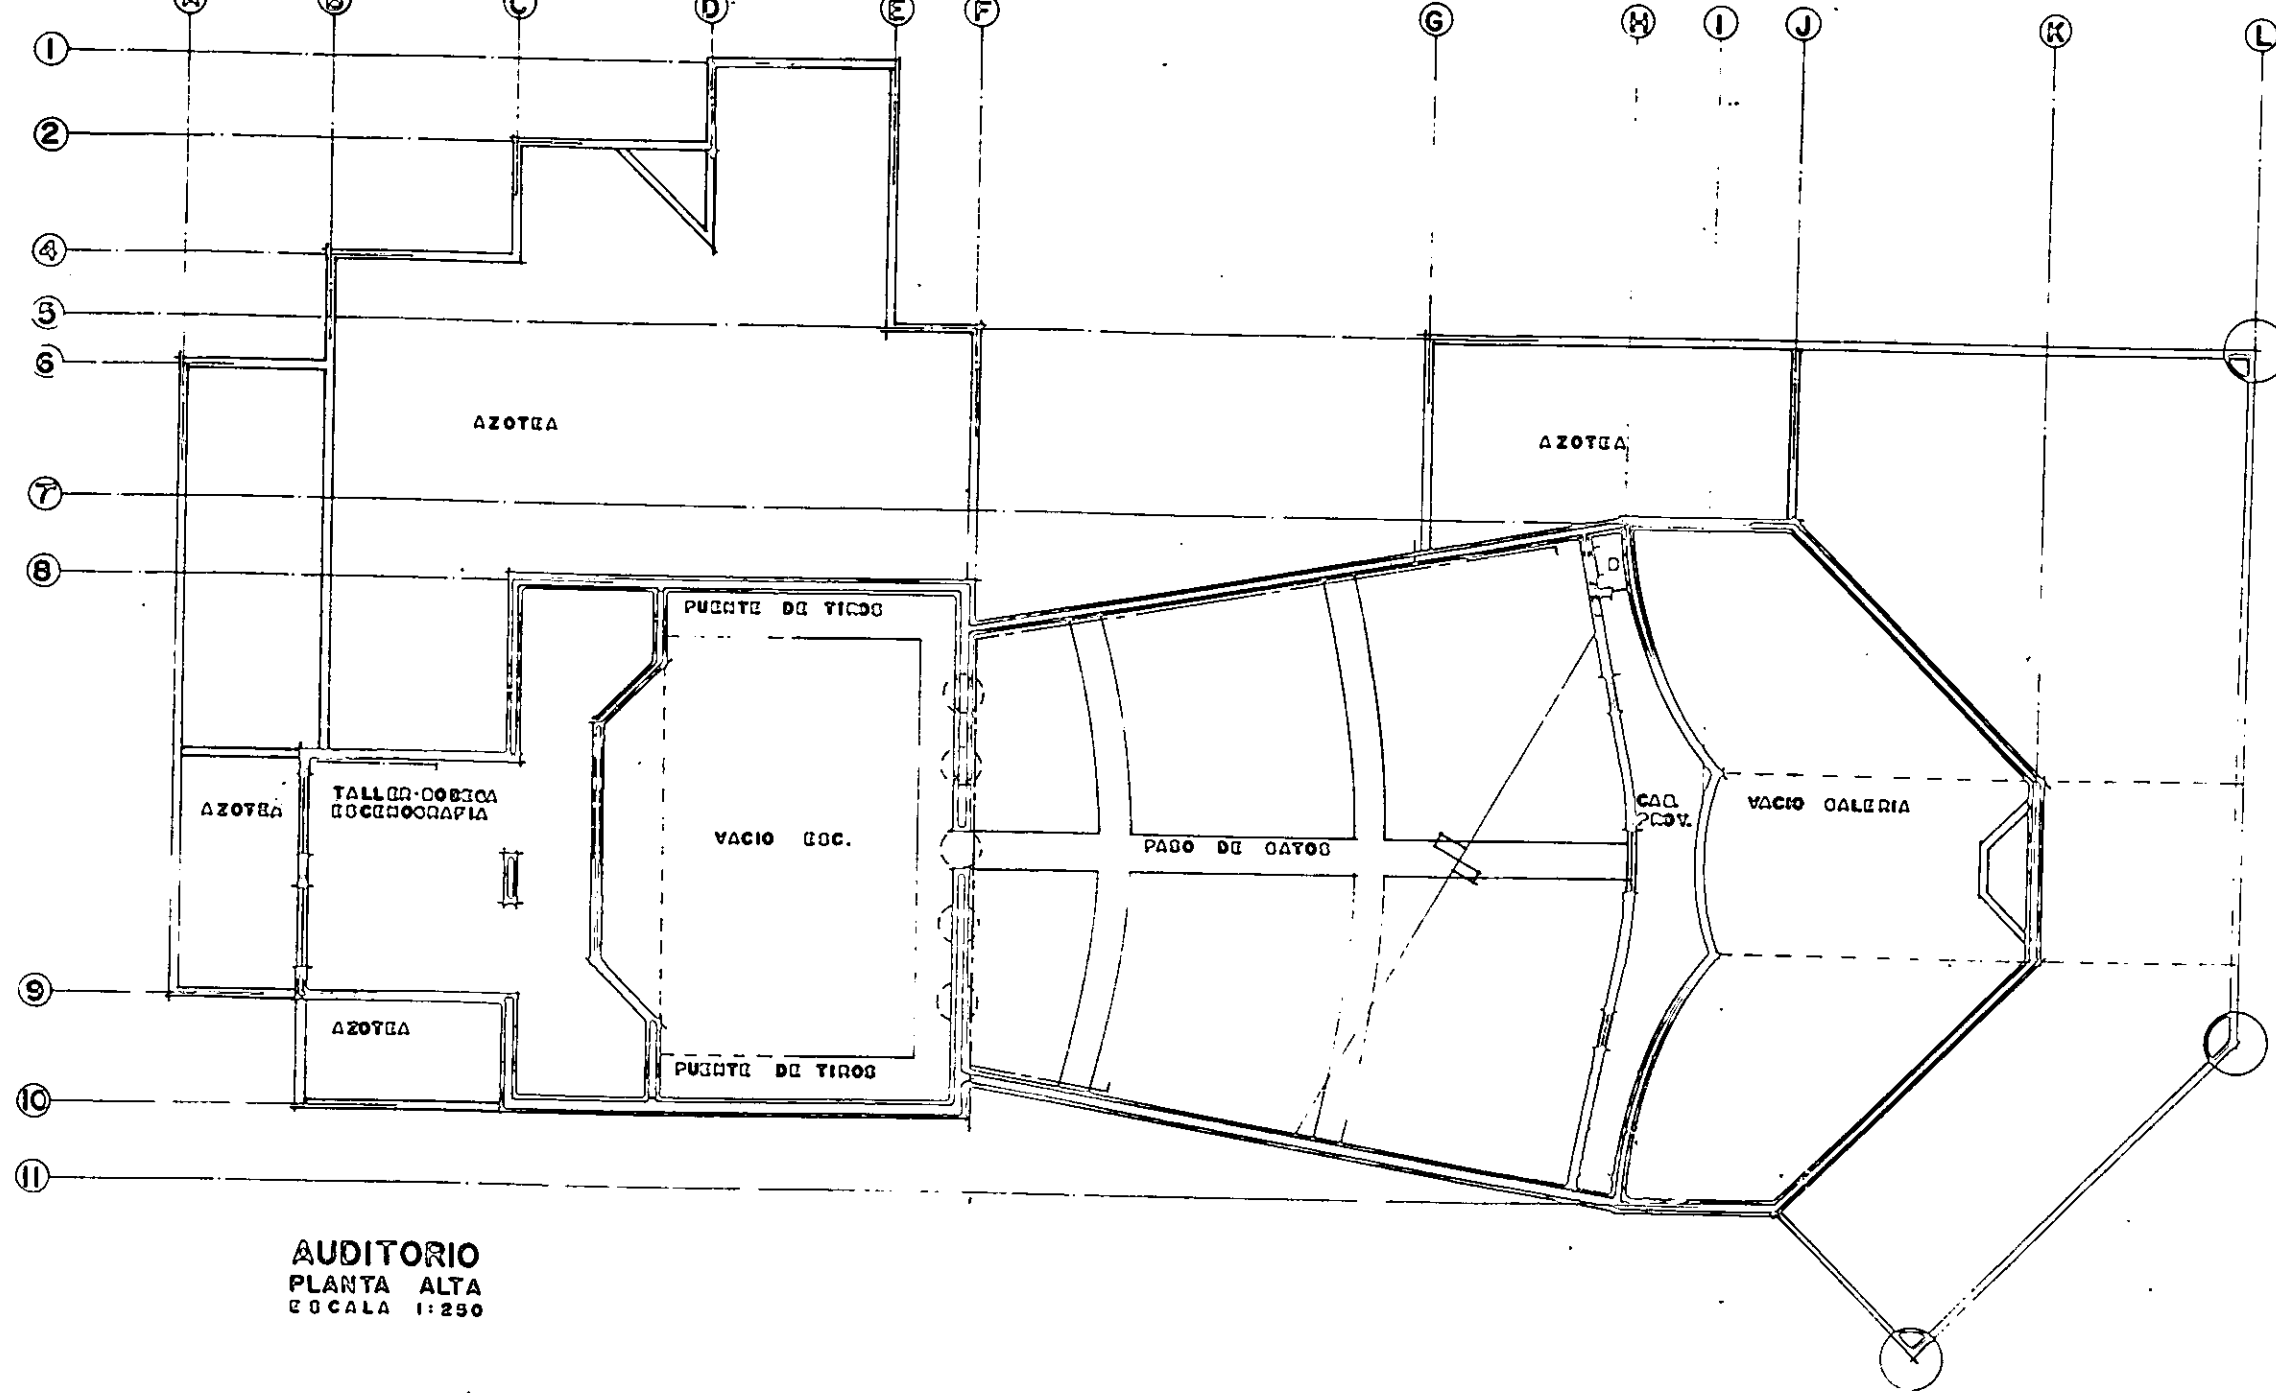 A B C D E F G H I J K L
1
2
4
5
6
AZOTEA
AZOTEA
7
8
D
PUENTE DE TIROS
TALLER-BODEGA
ESCENOGRAFIA
AZOTEA
VACIO ESC.
PASO DE GATOS
CAB.
PROY.
VACIO GALERIA
9
AZOTEA
PUENTE DE TIROS
10
11
AUDITORIO
PLANTA ALTA
ESCALA 1:250